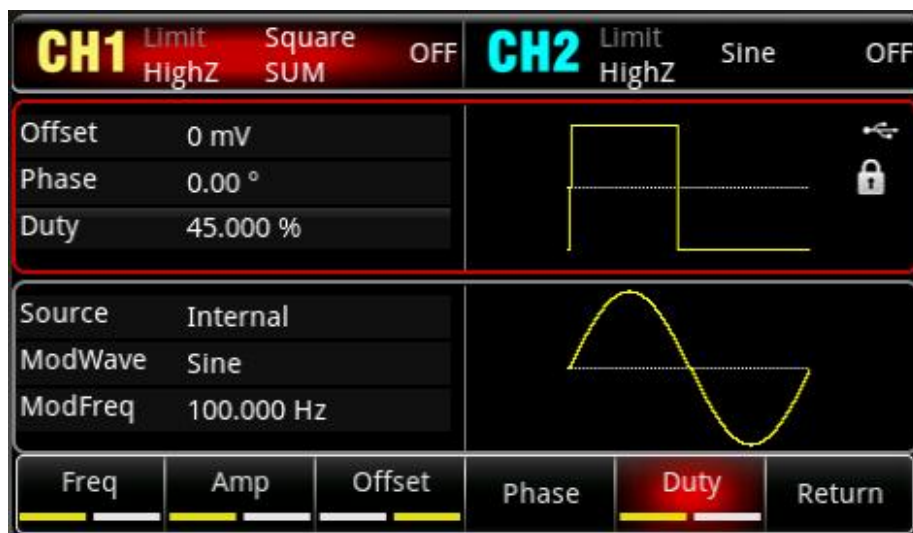 CH1 Limit Square OFF CH2 Limit Sine OFF
HighZ SUM HighZ
Offset 0 mV
Phase 0.00 °
Duty 45.000 %
Source Internal
ModWave Sine
ModFreq 100.000 Hz
Freq Amp Offset Phase Duty Return